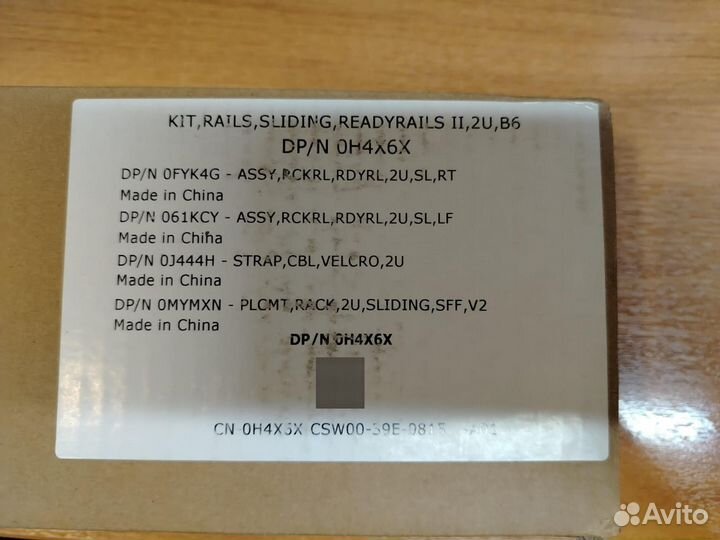 KIT,RAILS,SLIDING,READYRAILS II,2U,B6
DP/N 0H4X6X
DP/N 0FYK4G - ASSY,RCKRL,RDYRL,2U,SL,RT
Made in China
DP/N 061KCY - ASSY,RCKRL,RDYRL,2U,SL,LF
Made in China
DP/N 0J444H - STRAP,CBL,VELCRO,2U
Made in China
DP/N 0MYMXN - PLCMT,RACK,2U,SLIDING,SFF,V2
Made in China
DP/N 0H4X6X
CN-0H4X6X
Avito